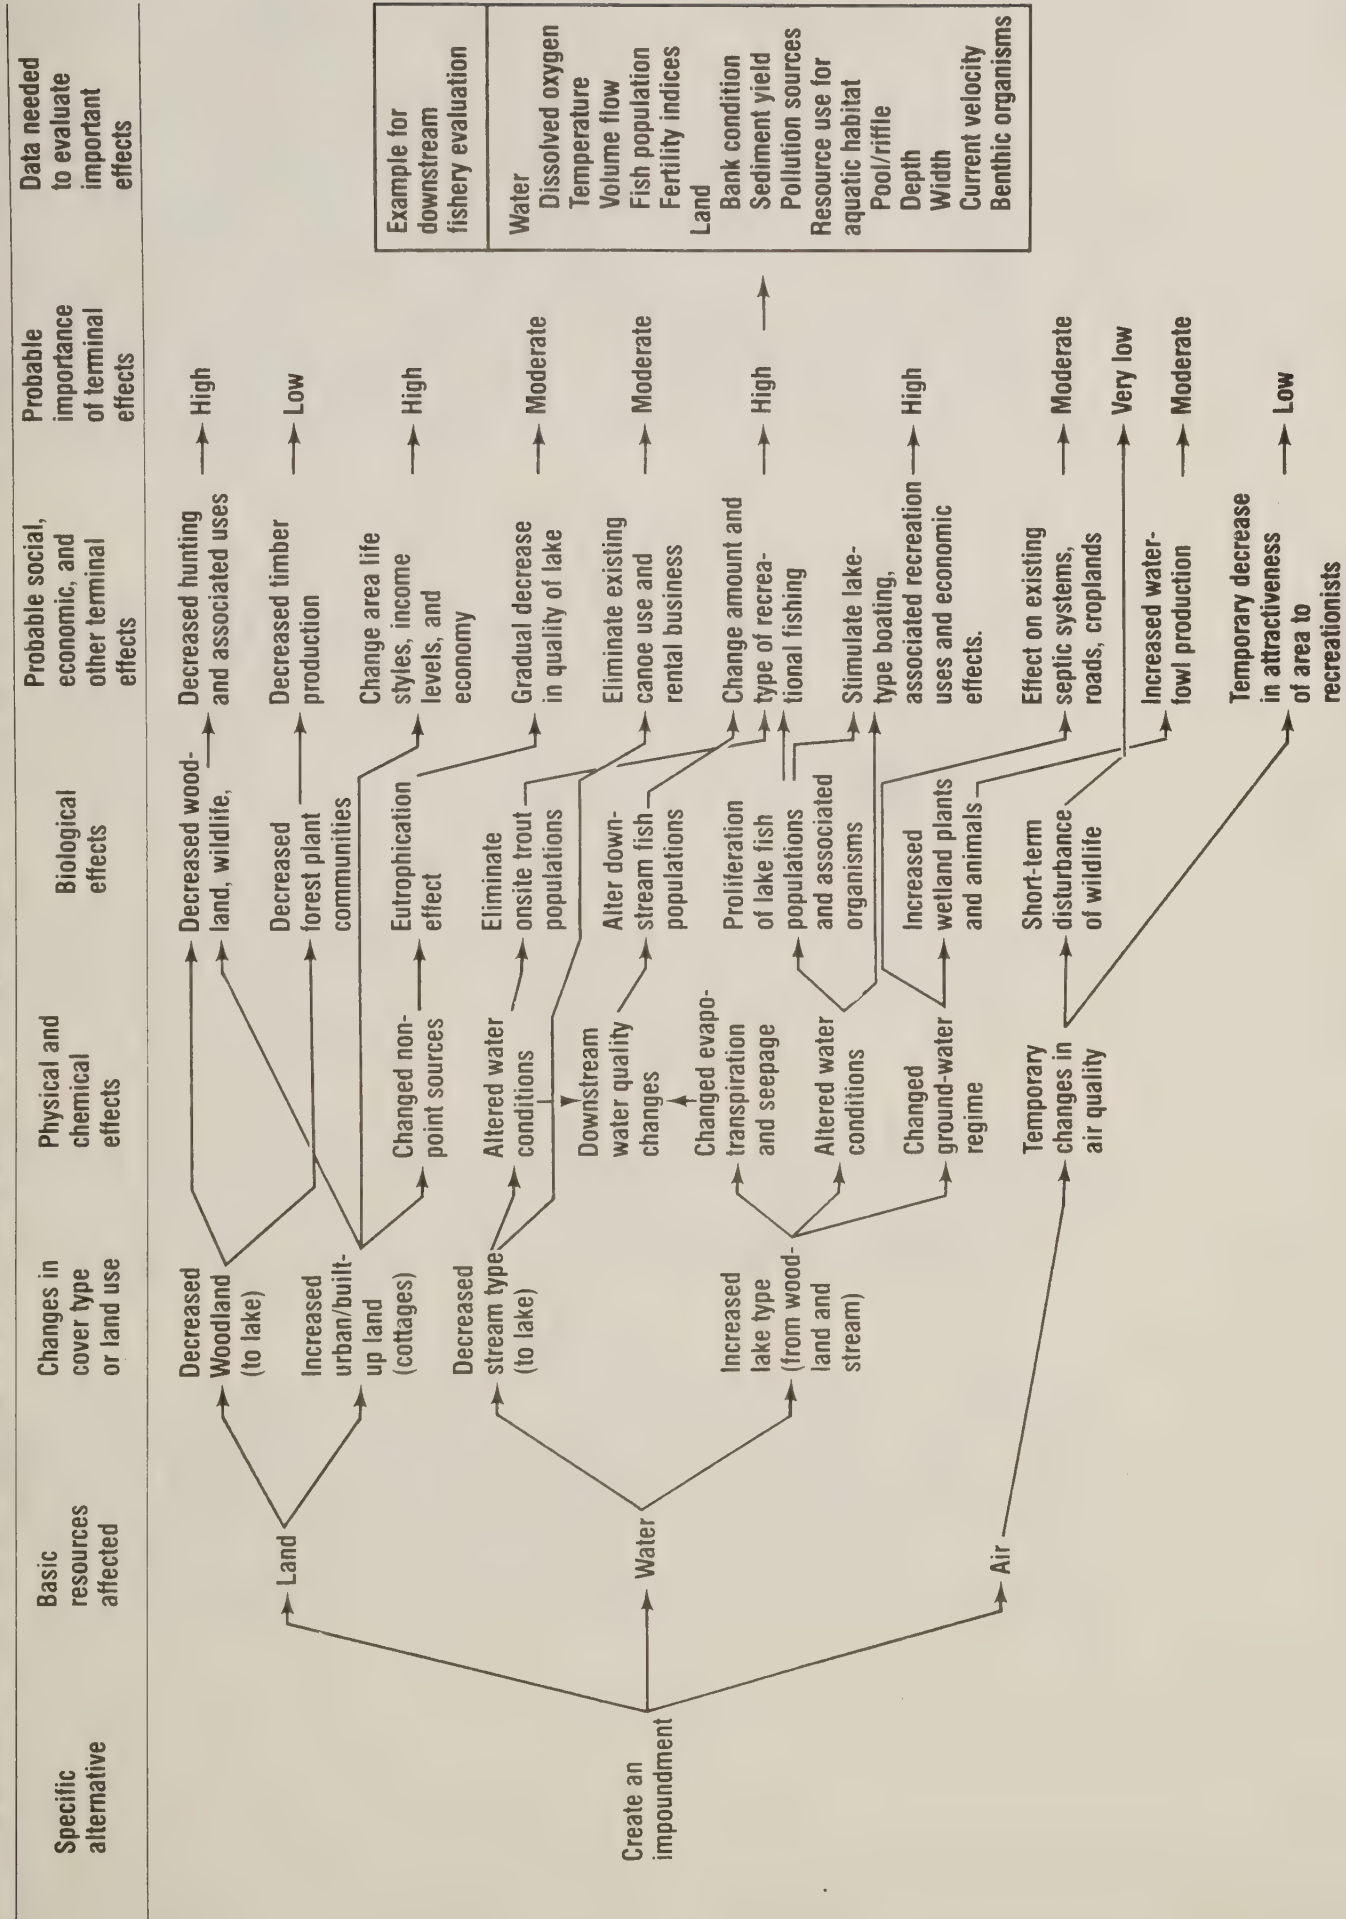 Specific
alternative
Basic
resources
affected
Changes in
cover type
or land use
Physical and
chemical
effects
Biological
effects
Probable social,
economic, and
other terminal
effects
Probable
importance
of terminal
effects
Data needed
to evaluate
important
effects
Create an
impoundment
Land
Water
Air
Decreased
Woodland
(to lake)
Increased
urban/built-
up land
(cottages)
Decreased
stream type
(to lake)
Increased
lake type
(from wood-
land and
stream)
Changed non-
point sources
Altered water
conditions
Downstream
water quality
changes
Changed evapo-
transpiration
and seepage
Altered water
conditions
Changed
ground-water
regime
Temporary
changes in
air quality
Decreased wood-
land, wildlife,
Decreased
forest plant
communities
Eutrophication
effect
Eliminate
onsite trout
populations
Alter down-
stream fish
populations
Proliferation
of lake fish
populations
and associated
organisms
Increased
wetland plants
and animals
Short-term
disturbance
of wildlife
Decreased hunting
and associated uses
Decreased timber
production
Change area life
styles, income
levels, and
economy
Gradual decrease
in quality of lake
Eliminate existing
canoe use and
rental business
Change amount and
type of recrea-
tional fishing
Stimulate lake-
type boating,
associated recreation
uses and economic
effects.
Effect on existing
septic systems,
roads, croplands
Increased water-
fowl production
Temporary decrease
in attractiveness
of area to
recreationists
High
Low
High
Moderate
Moderate
High
High
Moderate
Very low
Moderate
Low
Example for
downstream
fishery evaluation
Water
Dissolved oxygen
Temperature
Volume flow
Fish population
Fertility indices
Land
Bank condition
Sediment yield
Pollution sources
Resource use for
aquatic habitat
Pool/riffle
Depth
Width
Current velocity
Benthic organisms